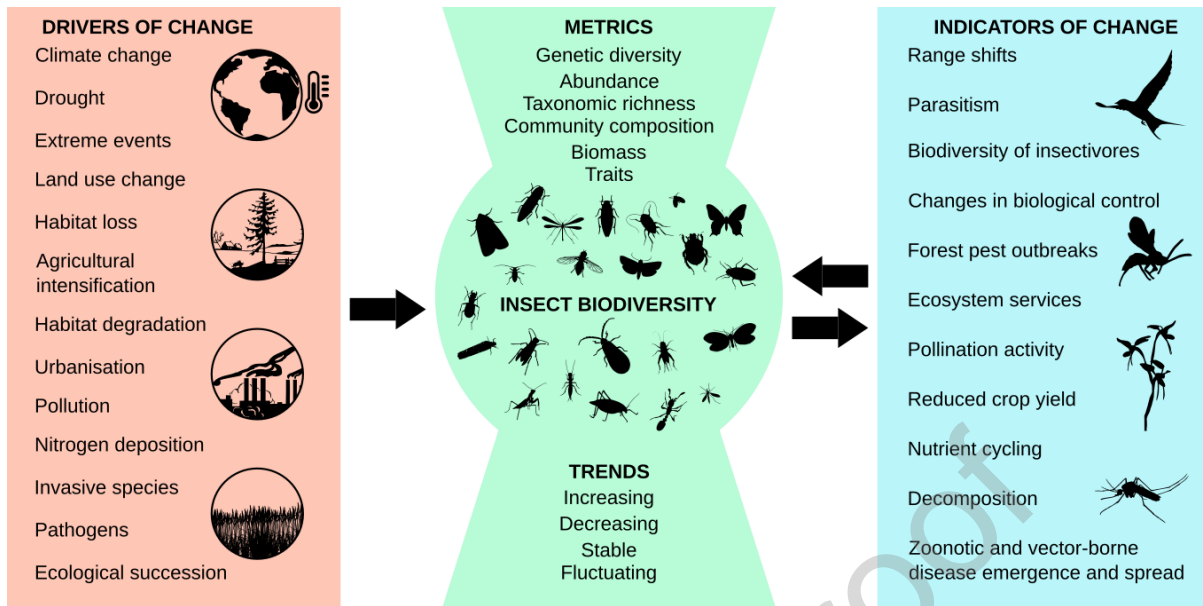 DRIVERS OF CHANGE
Climate change
Drought
Extreme events
Land use change
Habitat loss
Agricultural
intensification
Habitat degradation
Urbanisation
Pollution
Nitrogen deposition
Invasive species
Pathogens
Ecological succession
METRICS
Genetic diversity
Abundance
Taxonomic richness
Community composition
Biomass
Traits
INSECT BIODIVERSITY
TRENDS
Increasing
Decreasing
Stable
Fluctuating
INDICATORS OF CHANGE
Range shifts
Parasitism
Biodiversity of insectivores
Changes in biological control
Forest pest outbreaks
Ecosystem services
Pollination activity
Reduced crop yield
Nutrient cycling
Decomposition
Zoonotic and vector-borne
disease emergence and spread
roof